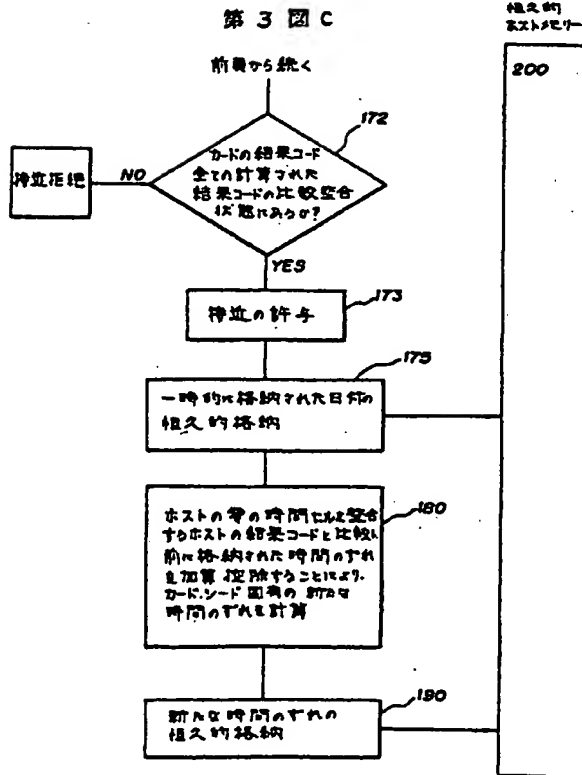 第 3 図 C
恒久的
ホストメモリー
200
前頁から続く
172
カードの結果コード
全ての計算された
結果コードの比較整合
状態にあるか?
NO
接近拒絶
YES
接近の許与
173
一時的に格納された日付の
恒久的格納
175
ホストの零の時間セルを整合
するホストの結果コードと比較し
前に格納された時間のずれ
を加算控除することにより、
カード、シード固有の新たな
時間のずれを計算
180
新たな時間のずれの
恒久的格納
190